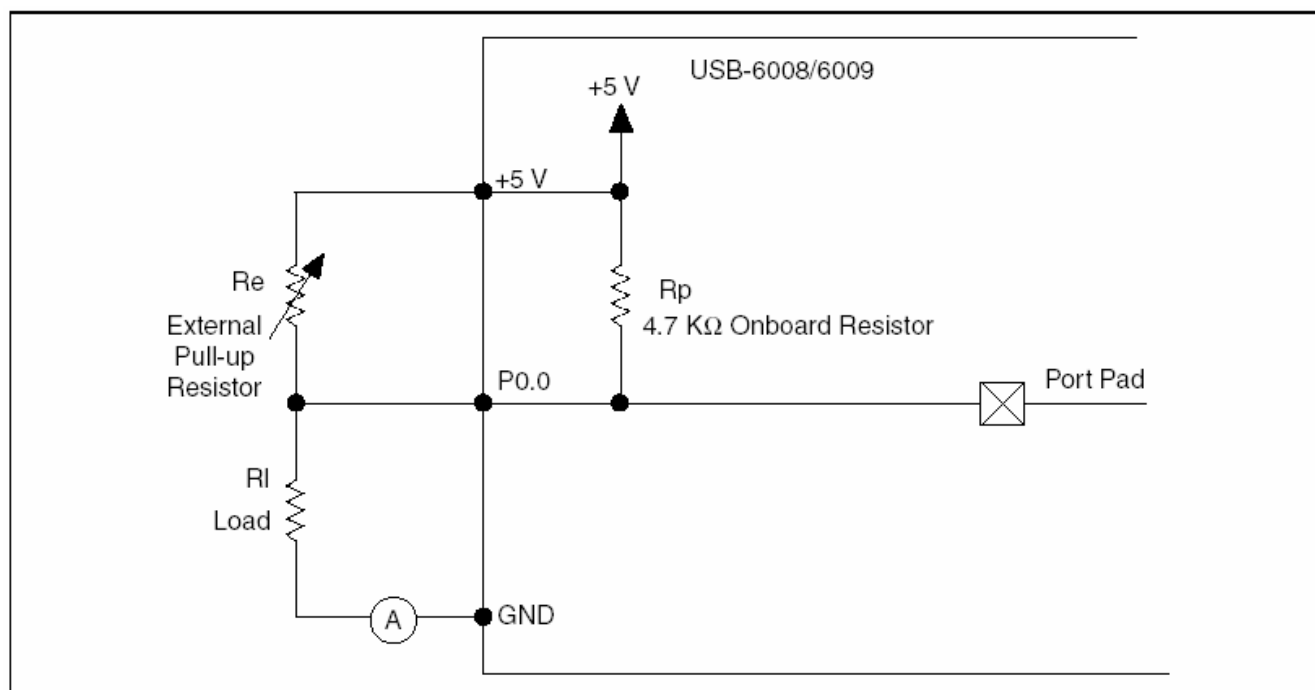 USB-6008/6009
+5 V
+5 V
Re
External
Pull-up
Resistor
Rp
4.7 KΩ Onboard Resistor
P0.0
Port Pad
Rl
Load
A
GND